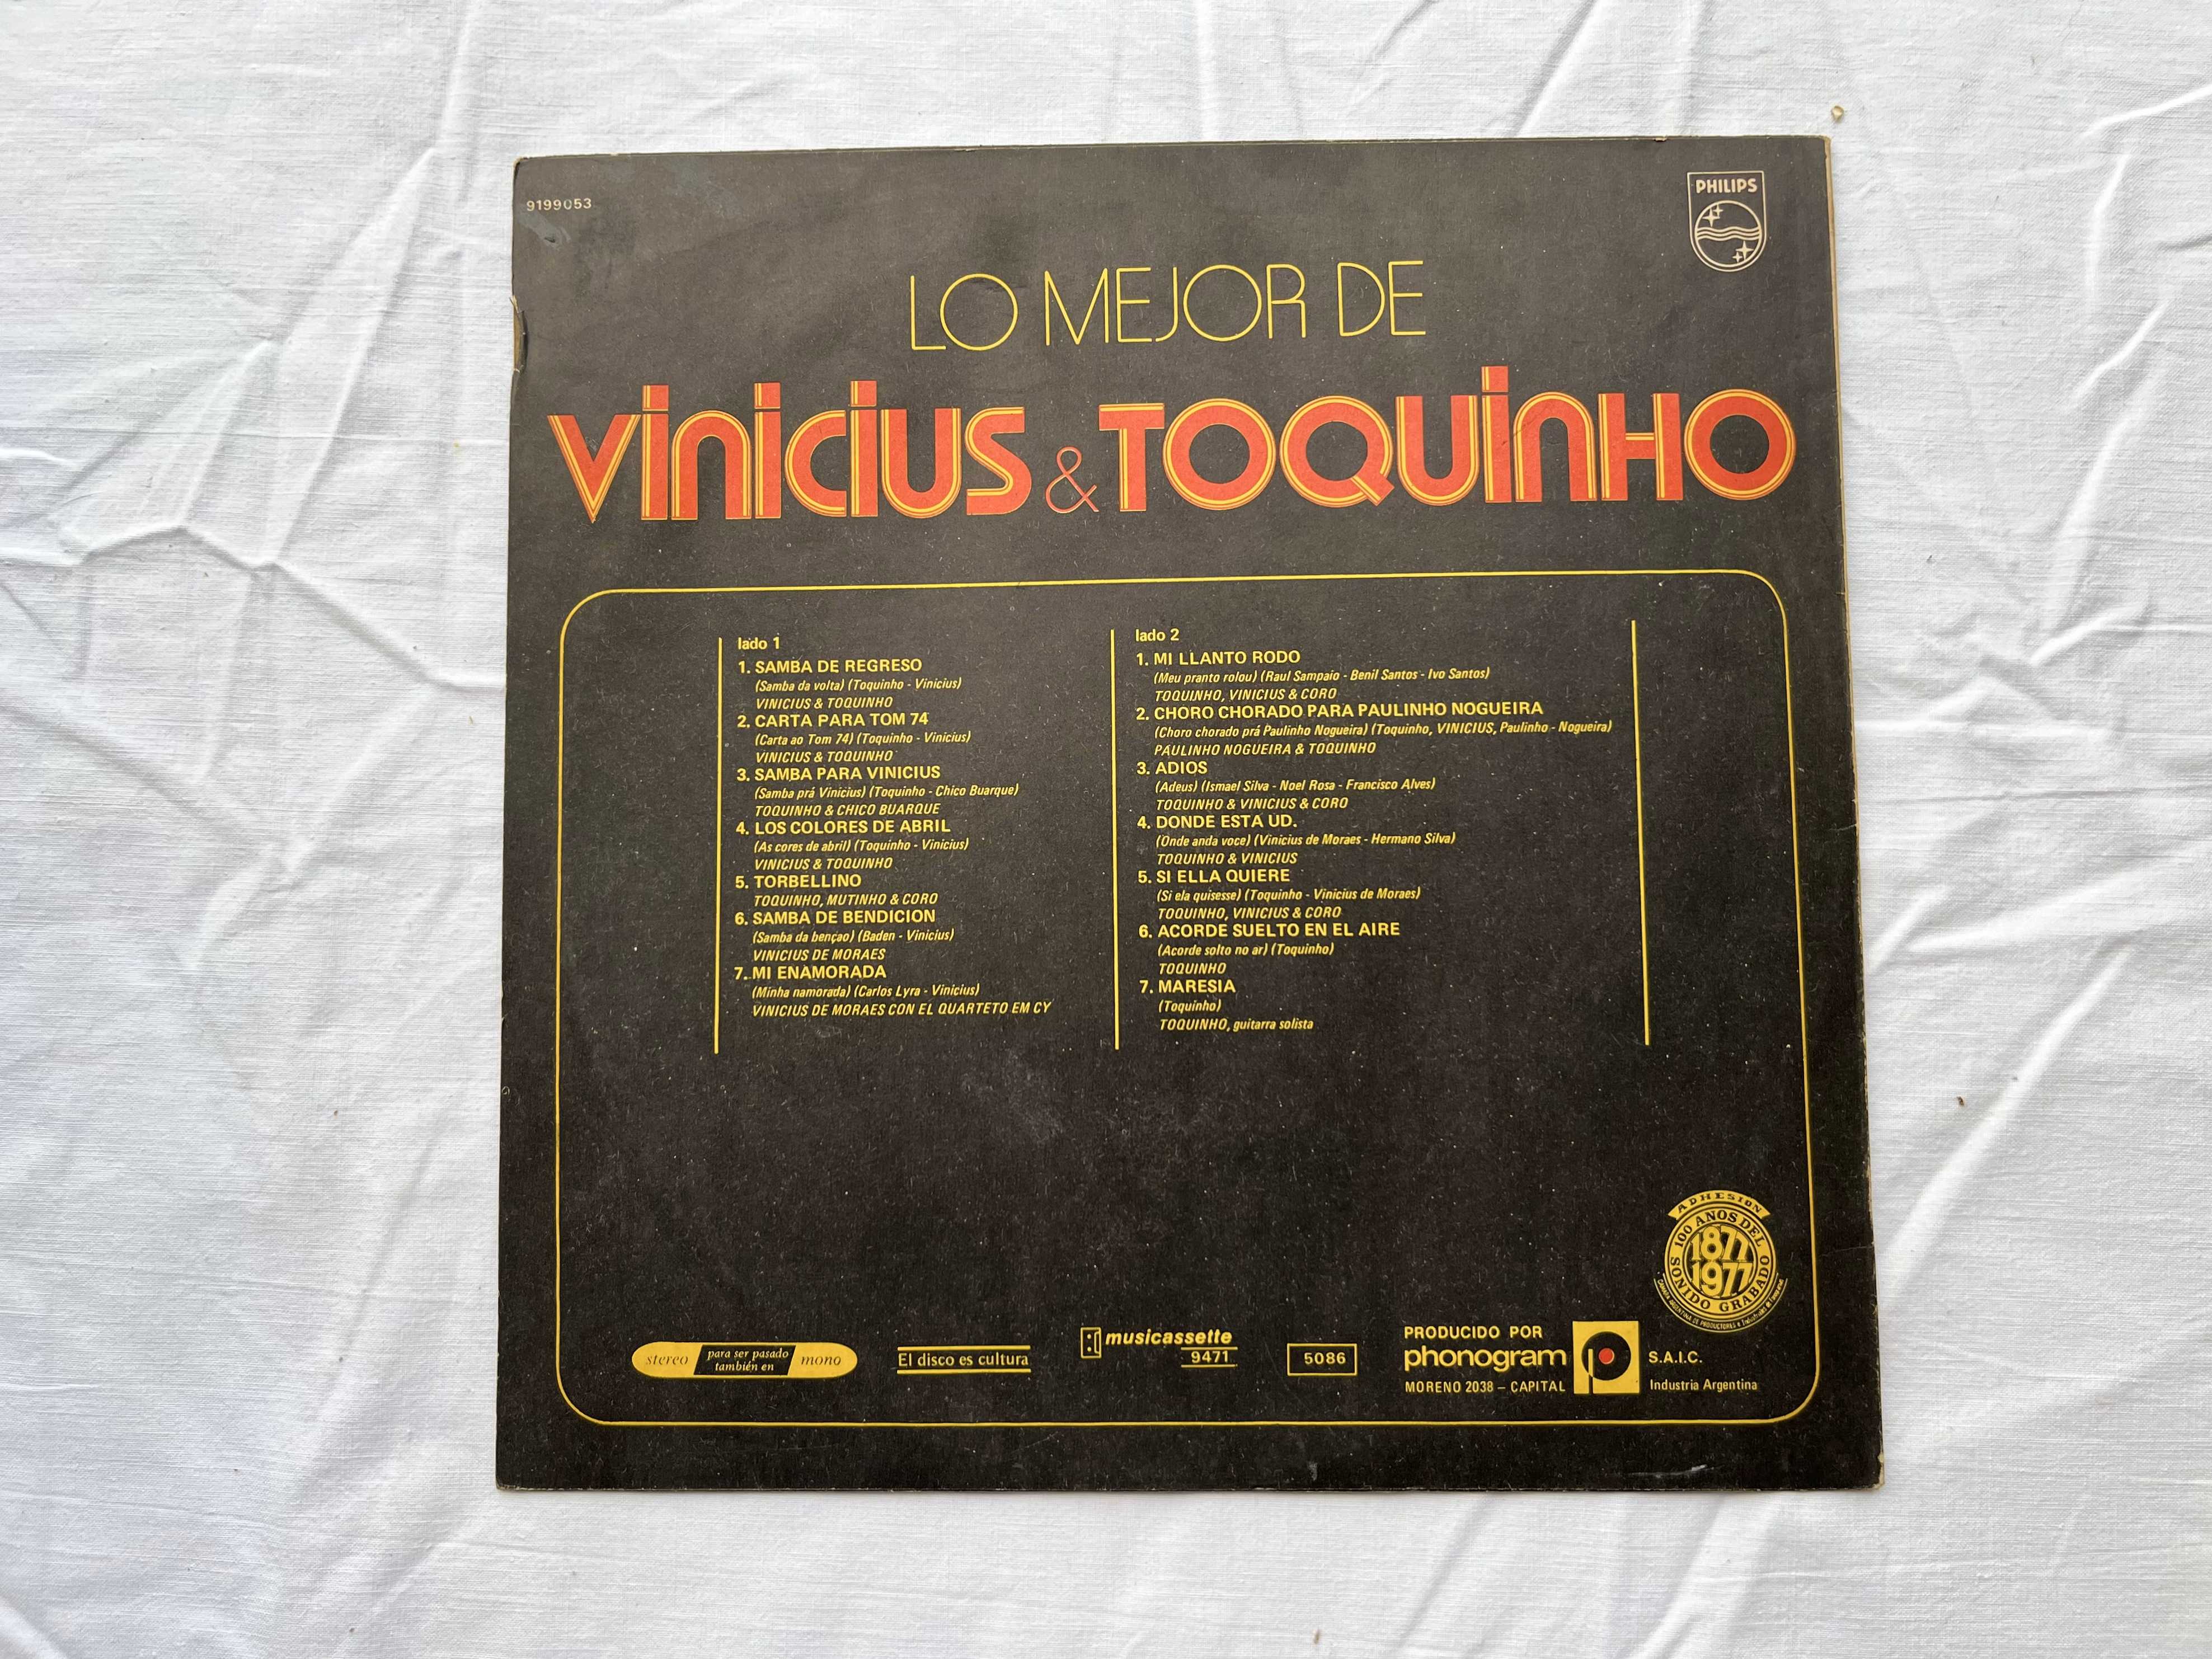 9199053
PHILIPS
LO MEJOR DE
VINICIUS & TOQUINHO
lado 1
1. SAMBA DE REGRESO
(Samba da volta) (Toquinho - Vinicius)
VINICIUS & TOQUINHO
2. CARTA PARA TOM 74
(Carta ao Tom 74) (Toquinho - Vinicius)
VINICIUS & TOQUINHO
3. SAMBA PARA VINICIUS
(Samba prá Vinicius) (Toquinho - Chico Buarque)
TOQUINHO & CHICO BUARQUE
4. LOS COLORES DE ABRIL
(As cores de abril) (Toquinho - Vinicius)
VINICIUS & TOQUINHO
5. TORBELLINO
TOQUINHO, MUTINHO & CORO
6. SAMBA DE BENDICION
(Samba da bençao) (Baden - Vinicius)
VINICIUS DE MORAES
7. MI ENAMORADA
(Minha namorada) (Carlos Lyra - Vinicius)
VINICIUS DE MORAES CON EL QUARTETO EM CY
lado 2
1. MI LLANTO RODO
(Meu pranto rolou) (Raul Sampaio - Benil Santos - Ivo Santos)
TOQUINHO, VINICIUS & CORO
2. CHORO CHORADO PARA PAULINHO NOGUEIRA
(Choro chorado prá Paulinho Nogueira) (Toquinho, VINICIUS, Paulinho - Nogueira)
PAULINHO NOGUEIRA & TOQUINHO
3. ADIOS
(Adeus) (Ismael Silva - Noel Rosa - Francisco Alves)
TOQUINHO & VINICIUS & CORO
4. DONDE ESTA UD.
(Onde anda voce) (Vinicius de Moraes - Hermano Silva)
TOQUINHO & VINICIUS
5. SI ELLA QUIERE
(Si ela quisesse) (Toquinho - Vinicius de Moraes)
TOQUINHO, VINICIUS & CORO
6. ACORDE SUELTO EN EL AIRE
(Acorde solto no ar) (Toquinho)
TOQUINHO
7. MARESIA
(Toquinho)
TOQUINHO, guitarra solista
ADHESION
100 AÑOS DEL
SONIDO GRABADO
1877
1977
stereo
para ser pasado
también en
mono
El disco es cultura
musicassette
9471
5086
PRODUCIDO POR
phonogram
S.A.I.C.
MORENO 2038 – CAPITAL
Industria Argentina